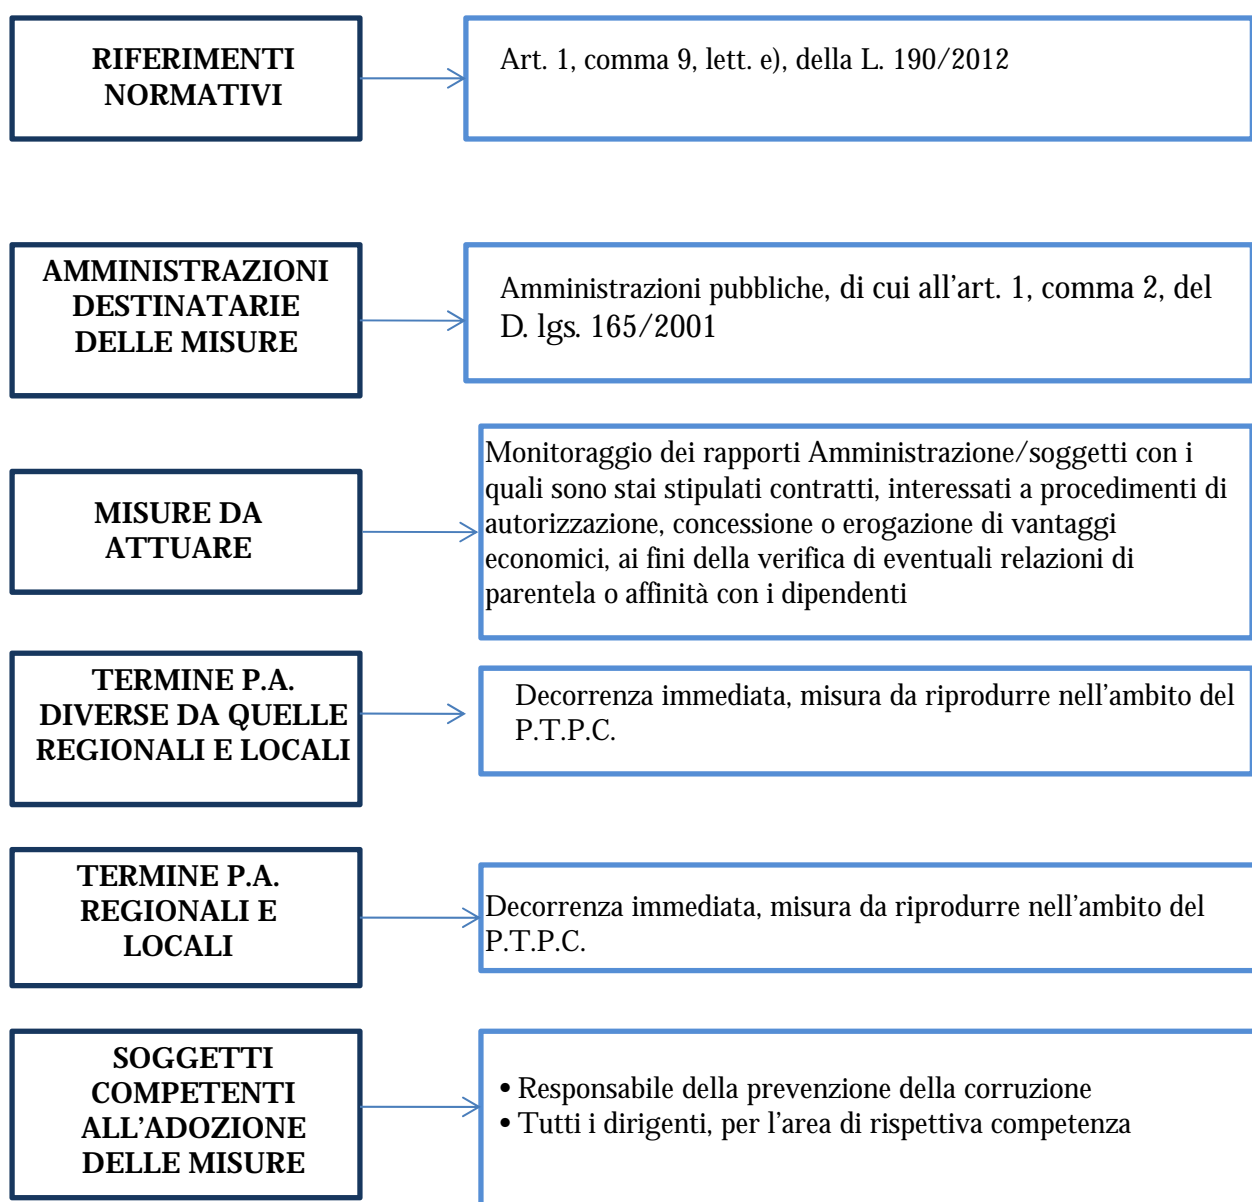 RIFERIMENTI
NORMATIVI
Art. 1, comma 9, lett. e), della L. 190/2012
AMMINISTRAZIONI
DESTINATARIE
DELLE MISURE
Amministrazioni pubbliche, di cui all’art. 1, comma 2, del
D. lgs. 165/2001
MISURE DA
ATTUARE
Monitoraggio dei rapporti Amministrazione/soggetti con i
quali sono stai stipulati contratti, interessati a procedimenti di
autorizzazione, concessione o erogazione di vantaggi
economici, ai fini della verifica di eventuali relazioni di
parentela o affinità con i dipendenti
TERMINE P.A.
DIVERSE DA QUELLE
REGIONALI E LOCALI
Decorrenza immediata, misura da riprodurre nell’ambito del
P.T.P.C.
TERMINE P.A.
REGIONALI E
LOCALI
Decorrenza immediata, misura da riprodurre nell’ambito del
P.T.P.C.
SOGGETTI
COMPETENTI
ALL’ADOZIONE
DELLE MISURE
• Responsabile della prevenzione della corruzione
• Tutti i dirigenti, per l’area di rispettiva competenza